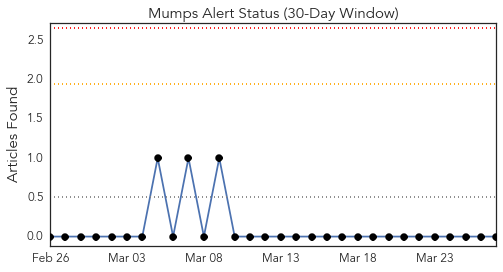 Mumps Alert Status (30-Day Window)
Articles Found
2.5
2.0
1.5
1.0
0.5
0.0
Feb 26
Mar 03
Mar 08
Mar 13
Mar 18
Mar 23